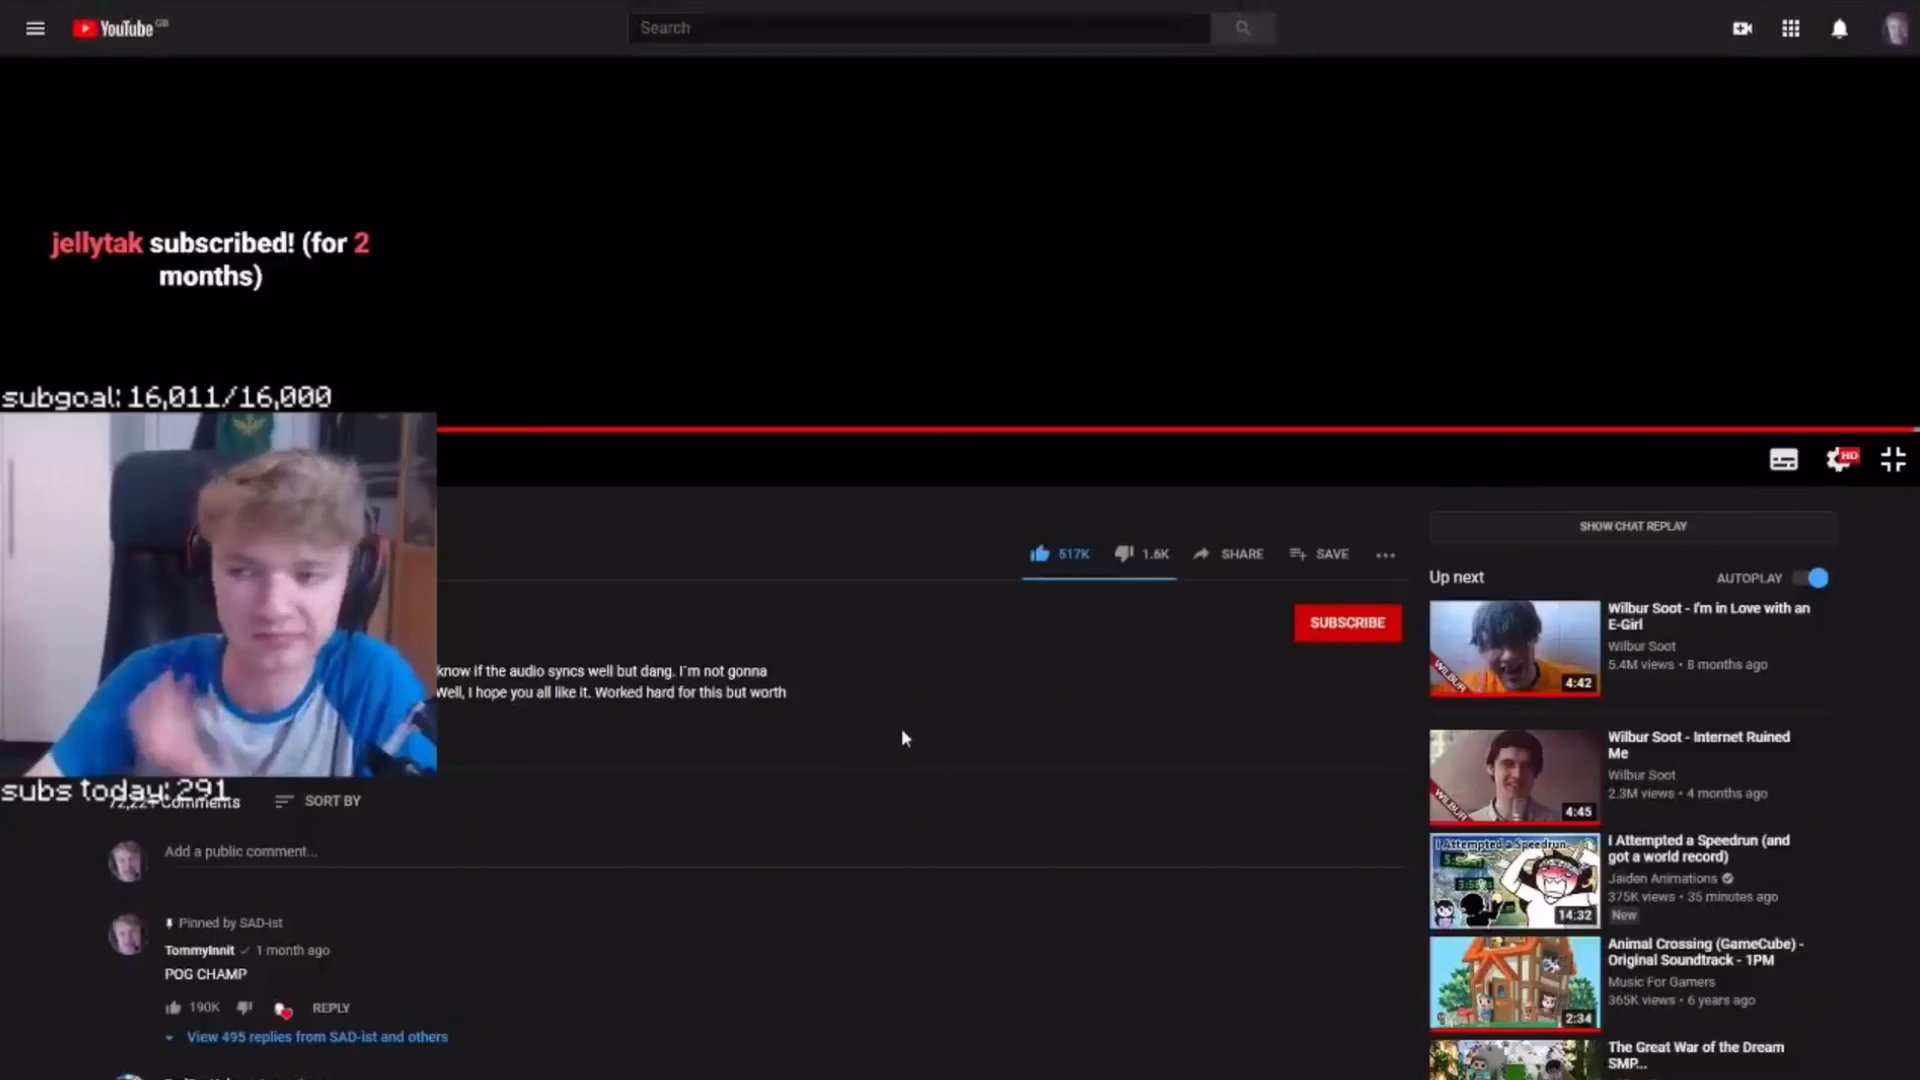 YouTube GB
Search
jellytak subscribed! (for 2
months)
subgoal: 16,011/16,000
HD
SHOW CHAT REPLAY
517K
1.6K
SHARE
SAVE
Up next
AUTOPLAY
SUBSCRIBE
know if the audio syncs well but dang. I`m not gonna
Well, I hope you all like it. Worked hard for this but worth
WILBUR
4:42
Wilbur Soot - I'm in Love with an
E-Girl
Wilbur Soot
5.4M views • 8 months ago
WILBUR
4:45
Wilbur Soot - Internet Ruined
Me
Wilbur Soot
2.3M views • 4 months ago
subs today: 291
Comments
SORT BY
Add a public comment...
I Attempted a Speedrun
14:32
I Attempted a Speedrun (and
got a world record)
Jaiden Animations
375K views • 35 minutes ago
New
Pinned by SAD-ist
TommyInnit
1 month ago
POG CHAMP
190K
REPLY
View 495 replies from SAD-ist and others
2:34
Animal Crossing (GameCube) -
Original Soundtrack - 1PM
Music For Gamers
365K views • 6 years ago
The Great War of the Dream
SMP...